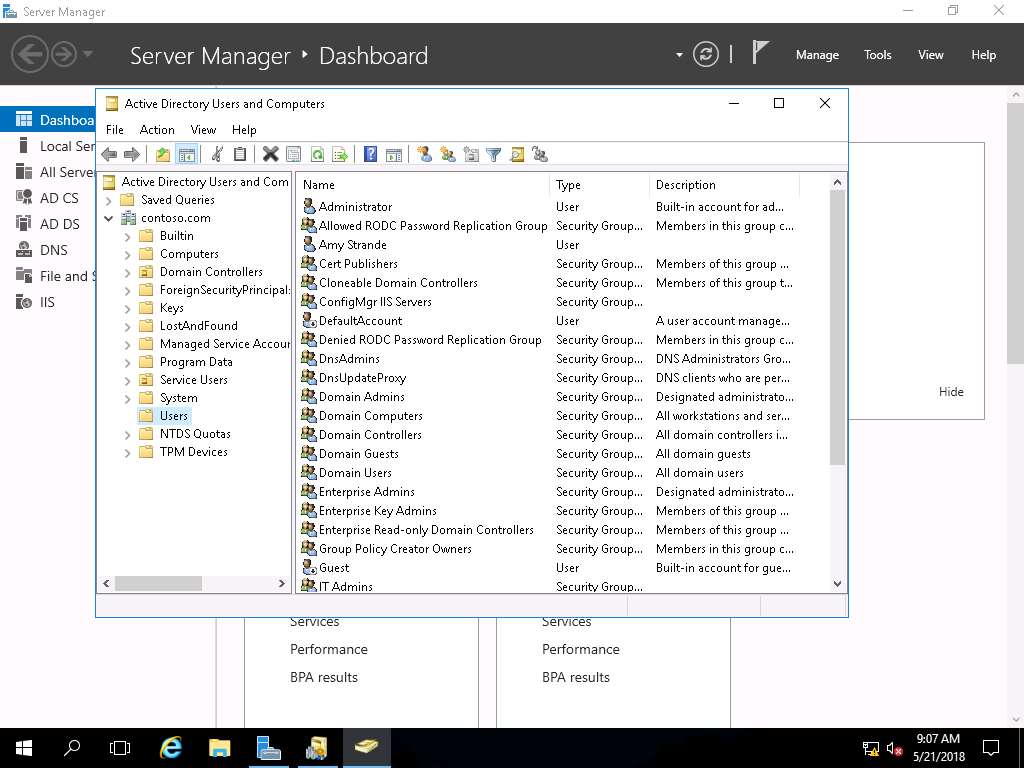 Server Manager
Server Manager ‣ Dashboard
Manage Tools View Help
Active Directory Users and Computers
File Action View Help
Dashboa
Local Ser
All Server
AD CS
AD DS
DNS
File and S
IIS
Active Directory Users and Com
Saved Queries
contoso.com
Builtin
Computers
Domain Controllers
ForeignSecurityPrincipals
Keys
LostAndFound
Managed Service Accour
Program Data
Service Users
System
Users
NTDS Quotas
TPM Devices
Name Type Description
Administrator User Built-in account for ad...
Allowed RODC Password Replication Group Security Group... Members in this group c...
Amy Strande User
Cert Publishers Security Group... Members of this group ...
Cloneable Domain Controllers Security Group... Members of this group t...
ConfigMgr IIS Servers Security Group...
DefaultAccount User A user account manage...
Denied RODC Password Replication Group Security Group... Members in this group c...
DnsAdmins Security Group... DNS Administrators Gro...
DnsUpdateProxy Security Group... DNS clients who are per...
Domain Admins Security Group... Designated administrato...
Domain Computers Security Group... All workstations and ser...
Domain Controllers Security Group... All domain controllers i...
Domain Guests Security Group... All domain guests
Domain Users Security Group... All domain users
Enterprise Admins Security Group... Designated administrato...
Enterprise Key Admins Security Group... Members of this group ...
Enterprise Read-only Domain Controllers Security Group... Members of this group ...
Group Policy Creator Owners Security Group... Members in this group c...
Guest User Built-in account for gue...
IT Admins Security Group...
Hide
Services Services
Performance Performance
BPA results BPA results
9:07 AM
5/21/2018